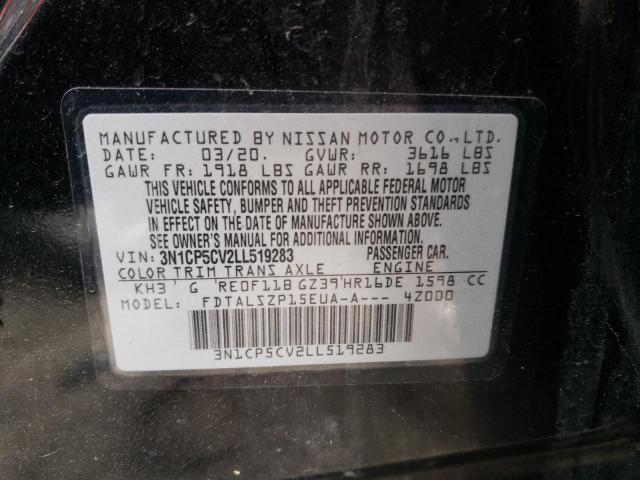 MANUFACTURED BY NISSAN MOTOR CO.,LTD.
DATE: 03/20. GVWR: 3616 LBS
GAWR FR: 1918 LBS GAWR RR: 1698 LBS
THIS VEHICLE CONFORMS TO ALL APPLICABLE FEDERAL MOTOR
VEHICLE SAFETY, BUMPER AND THEFT PREVENTION STANDARDS
IN EFFECT ON THE DATE OF MANUFACTURE SHOWN ABOVE.
SEE OWNER'S MANUAL FOR ADDITIONAL INFORMATION.
VIN: 3N1CP5CV2LL519283 PASSENGER CAR.
COLOR TRIM TRANS AXLE ENGINE
KH3 G RE0F11B GZ39 HR16DE 1598 CC
MODEL: FDTALSZP15EUA-A--- 4Z000
3N1CP5CV2LL519283